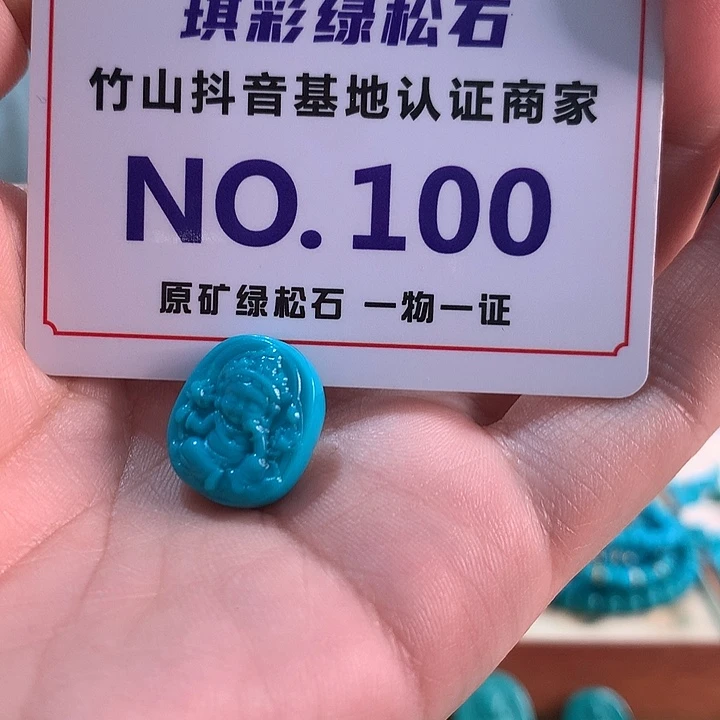 琪彩绿松石
竹山抖音基地认证商家
NO.100
原矿绿松石 一物一证